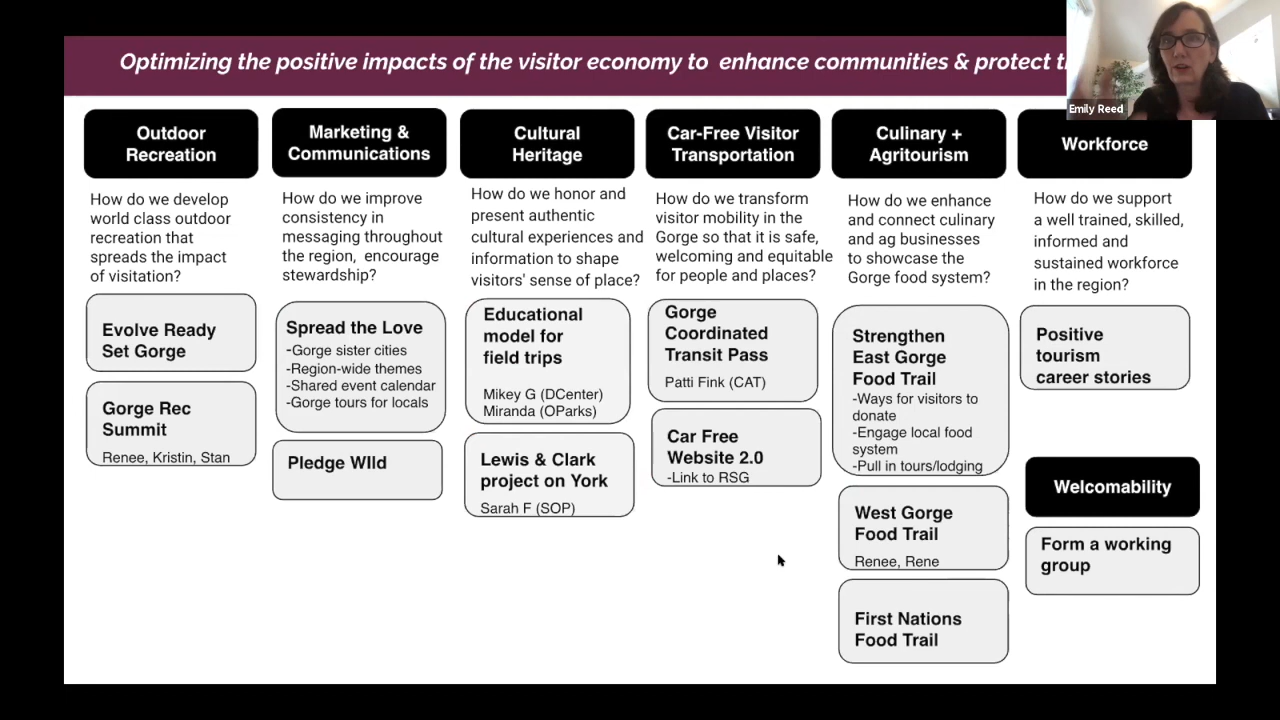 Optimizing the positive impacts of the visitor economy to enhance communities & protect
Emily Reed
Outdoor
Recreation
How do we develop
world class outdoor
recreation that
spreads the impact
of visitation?
Evolve Ready
Set Gorge
Gorge Rec
Summit
Renee, Kristin, Stan
Marketing &
Communications
How do we improve
consistency in
messaging throughout
the region, encourage
stewardship?
Spread the Love
-Gorge sister cities
-Region-wide themes
-Shared event calendar
-Gorge tours for locals
Pledge WIld
Cultural
Heritage
How do we honor and
present authentic
cultural experiences and
information to shape
visitors' sense of place?
Educational
model for
field trips
Mikey G (DCenter)
Miranda (OParks)
Lewis & Clark
project on York
Sarah F (SOP)
Car-Free Visitor
Transportation
How do we transform
visitor mobility in the
Gorge so that it is safe,
welcoming and equitable
for people and places?
Gorge
Coordinated
Transit Pass
Patti Fink (CAT)
Car Free
Website 2.0
-Link to RSG
Culinary +
Agritourism
How do we enhance
and connect culinary
and ag businesses
to showcase the
Gorge food system?
Strengthen
East Gorge
Food Trail
-Ways for visitors to
donate
-Engage local food
system
-Pull in tours/lodging
West Gorge
Food Trail
Renee, Rene
First Nations
Food Trail
Workforce
How do we support
a well trained, skilled,
informed and
sustained workforce
in the region?
Positive
tourism
career stories
Welcomability
Form a working
group